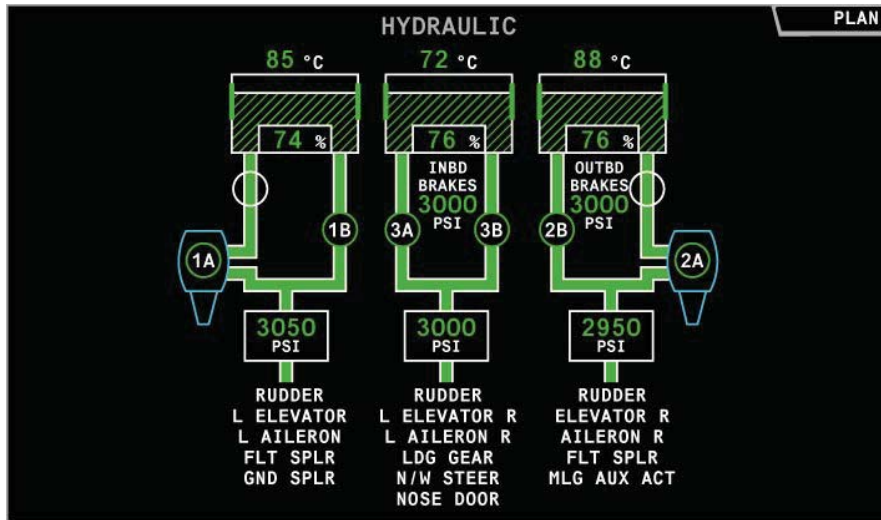 HYDRAULIC
PLAN
85 °C
72 °C
88 °C
74 %
76 %
76 %
INBD
BRAKES
3000
PSI
OUTBD
BRAKES
3000
PSI
1A
1B
3A
3B
2B
2A
3050
PSI
3000
PSI
2950
PSI
RUDDER
L ELEVATOR
L AILERON
FLT SPLR
GND SPLR
RUDDER
L ELEVATOR R
L AILERON R
LDG GEAR
N/W STEER
NOSE DOOR
RUDDER
ELEVATOR R
AILERON R
FLT SPLR
MLG AUX ACT